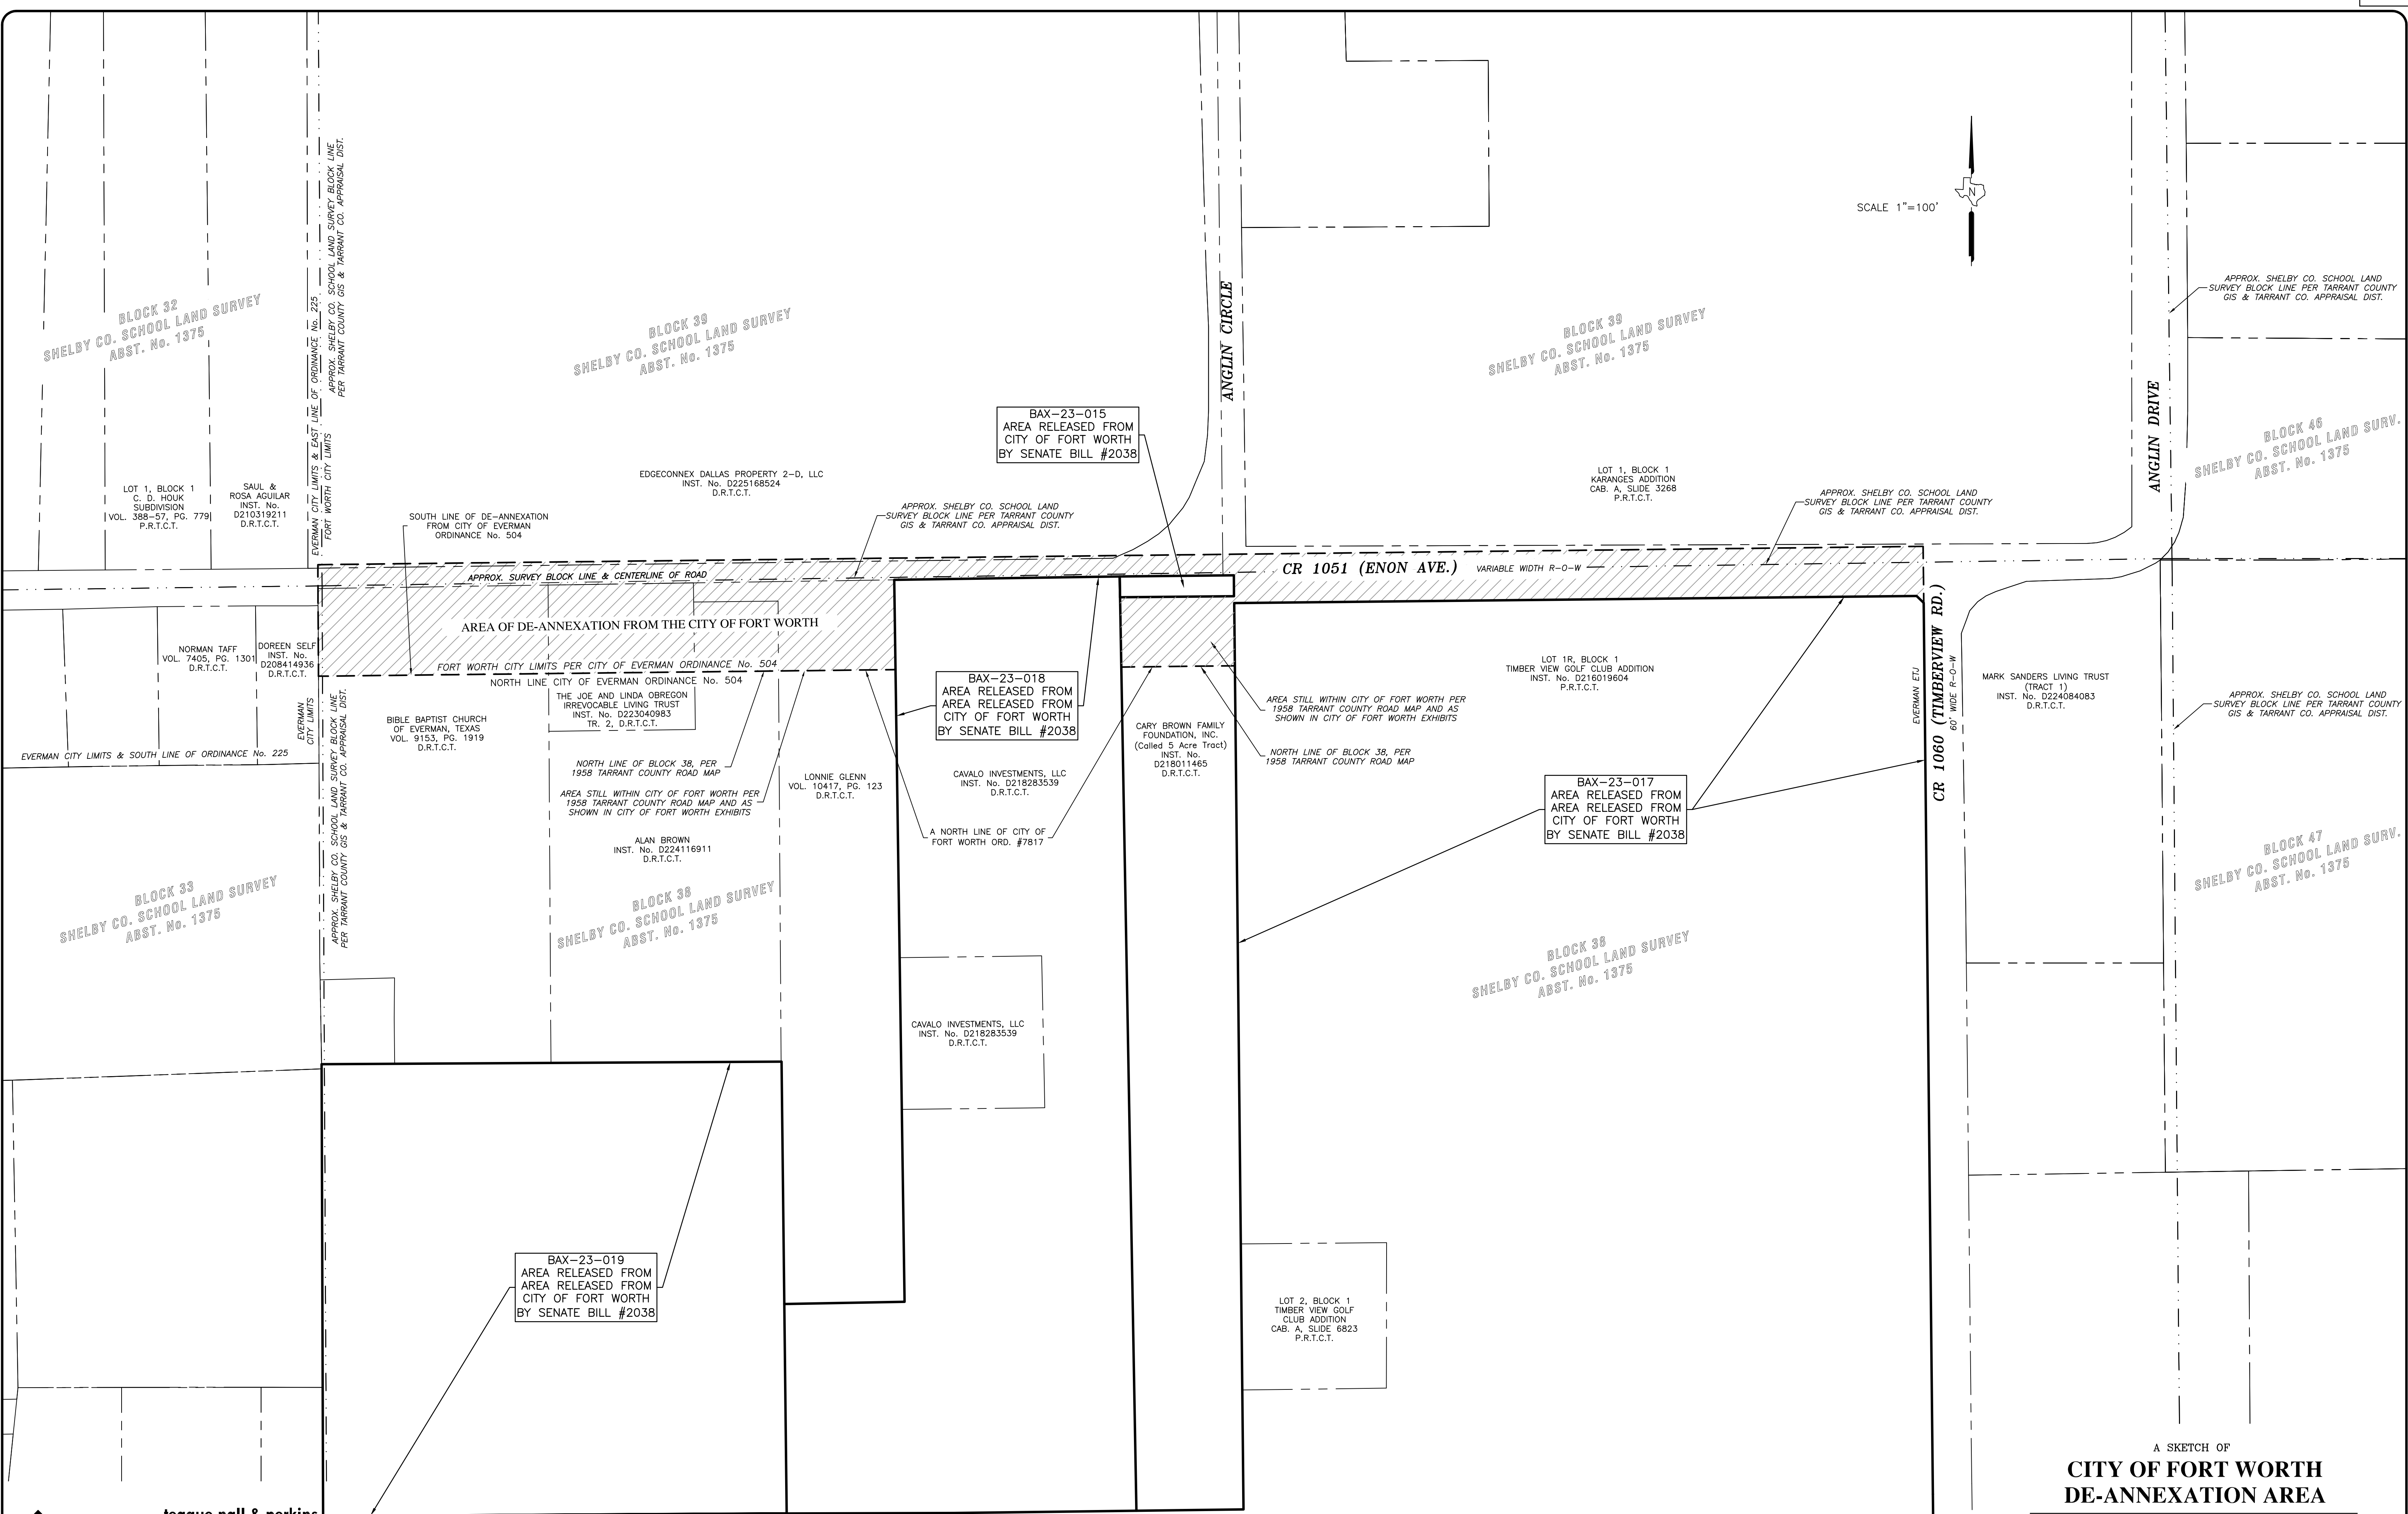 SCALE 1"=100'
N
BLOCK 32
SHELBY CO. SCHOOL LAND SURVEY
ABST. No. 1375
EVERMAN CITY LIMITS & EAST LINE OF ORDINANCE No. 225
FORT WORTH CITY LIMITS
APPROX. SHELBY CO. SCHOOL LAND SURVEY BLOCK LINE
PER TARRANT COUNTY GIS & TARRANT CO. APPRAISAL DIST.
BLOCK 39
SHELBY CO. SCHOOL LAND SURVEY
ABST. No. 1375
ANGLIN CIRCLE
BLOCK 39
SHELBY CO. SCHOOL LAND SURVEY
ABST. No. 1375
APPROX. SHELBY CO. SCHOOL LAND
SURVEY BLOCK LINE PER TARRANT COUNTY
GIS & TARRANT CO. APPRAISAL DIST.
ANGLIN DRIVE
BLOCK 46
SHELBY CO. SCHOOL LAND SURV.
ABST. No. 1375
BAX-23-015
AREA RELEASED FROM
CITY OF FORT WORTH
BY SENATE BILL #2038
LOT 1, BLOCK 1
C. D. HOUK
SUBDIVISION
VOL. 388-57, PG. 779
P.R.T.C.T.
SAUL &
ROSA AGUILAR
INST. No.
D210319211
D.R.T.C.T.
EDGECONNEX DALLAS PROPERTY 2-D, LLC
INST. No. D225168524
D.R.T.C.T.
LOT 1, BLOCK 1
KARANGES ADDITION
CAB. A, SLIDE 3268
P.R.T.C.T.
SOUTH LINE OF DE-ANNEXATION
FROM CITY OF EVERMAN
ORDINANCE No. 504
APPROX. SHELBY CO. SCHOOL LAND
SURVEY BLOCK LINE PER TARRANT COUNTY
GIS & TARRANT CO. APPRAISAL DIST.
APPROX. SHELBY CO. SCHOOL LAND
SURVEY BLOCK LINE PER TARRANT COUNTY
GIS & TARRANT CO. APPRAISAL DIST.
APPROX. SURVEY BLOCK LINE & CENTERLINE OF ROAD
CR 1051 (ENON AVE.)
VARIABLE WIDTH R-O-W
AREA OF DE-ANNEXATION FROM THE CITY OF FORT WORTH
FORT WORTH CITY LIMITS PER CITY OF EVERMAN ORDINANCE No. 504
NORTH LINE CITY OF EVERMAN ORDINANCE No. 504
NORMAN TAFF
VOL. 7405, PG. 1301
D.R.T.C.T.
DOREEN SELF
INST. No.
D208414936
D.R.T.C.T.
EVERMAN
CITY LIMITS
EVERMAN CITY LIMITS & SOUTH LINE OF ORDINANCE No. 225
APPROX. SHELBY CO. SCHOOL LAND SURVEY BLOCK LINE
PER TARRANT COUNTY GIS & TARRANT CO. APPRAISAL DIST.
BIBLE BAPTIST CHURCH
OF EVERMAN, TEXAS
VOL. 9153, PG. 1919
D.R.T.C.T.
THE JOE AND LINDA OBREGON
IRREVOCABLE LIVING TRUST
INST. No. D223040983
TR. 2, D.R.T.C.T.
NORTH LINE OF BLOCK 38, PER
1958 TARRANT COUNTY ROAD MAP
AREA STILL WITHIN CITY OF FORT WORTH PER
1958 TARRANT COUNTY ROAD MAP AND AS
SHOWN IN CITY OF FORT WORTH EXHIBITS
LONNIE GLENN
VOL. 10417, PG. 123
D.R.T.C.T.
ALAN BROWN
INST. No. D224116911
D.R.T.C.T.
BAX-23-018
AREA RELEASED FROM
AREA RELEASED FROM
CITY OF FORT WORTH
BY SENATE BILL #2038
CAVALO INVESTMENTS, LLC
INST. No. D218283539
D.R.T.C.T.
A NORTH LINE OF CITY OF
FORT WORTH ORD. #7817
CARY BROWN FAMILY
FOUNDATION, INC.
(Called 5 Acre Tract)
INST. No.
D218011465
D.R.T.C.T.
AREA STILL WITHIN CITY OF FORT WORTH PER
1958 TARRANT COUNTY ROAD MAP AND AS
SHOWN IN CITY OF FORT WORTH EXHIBITS
NORTH LINE OF BLOCK 38, PER
1958 TARRANT COUNTY ROAD MAP
LOT 1R, BLOCK 1
TIMBER VIEW GOLF CLUB ADDITION
INST. No. D216019604
P.R.T.C.T.
BAX-23-017
AREA RELEASED FROM
AREA RELEASED FROM
CITY OF FORT WORTH
BY SENATE BILL #2038
EVERMAN ETJ
CR 1060 (TIMBERVIEW RD.)
60' WIDE R-O-W
MARK SANDERS LIVING TRUST
(TRACT 1)
INST. No. D224084083
D.R.T.C.T.
APPROX. SHELBY CO. SCHOOL LAND
SURVEY BLOCK LINE PER TARRANT COUNTY
GIS & TARRANT CO. APPRAISAL DIST.
BLOCK 33
SHELBY CO. SCHOOL LAND SURVEY
ABST. No. 1375
BLOCK 38
SHELBY CO. SCHOOL LAND SURVEY
ABST. No. 1375
BLOCK 38
SHELBY CO. SCHOOL LAND SURVEY
ABST. No. 1375
BLOCK 47
SHELBY CO. SCHOOL LAND SURV.
ABST. No. 1375
CAVALO INVESTMENTS, LLC
INST. No. D218283539
D.R.T.C.T.
BAX-23-019
AREA RELEASED FROM
AREA RELEASED FROM
CITY OF FORT WORTH
BY SENATE BILL #2038
LOT 2, BLOCK 1
TIMBER VIEW GOLF
CLUB ADDITION
CAB. A, SLIDE 6823
P.R.T.C.T.
A SKETCH OF
CITY OF FORT WORTH
DE-ANNEXATION AREA
teague nall & perkins